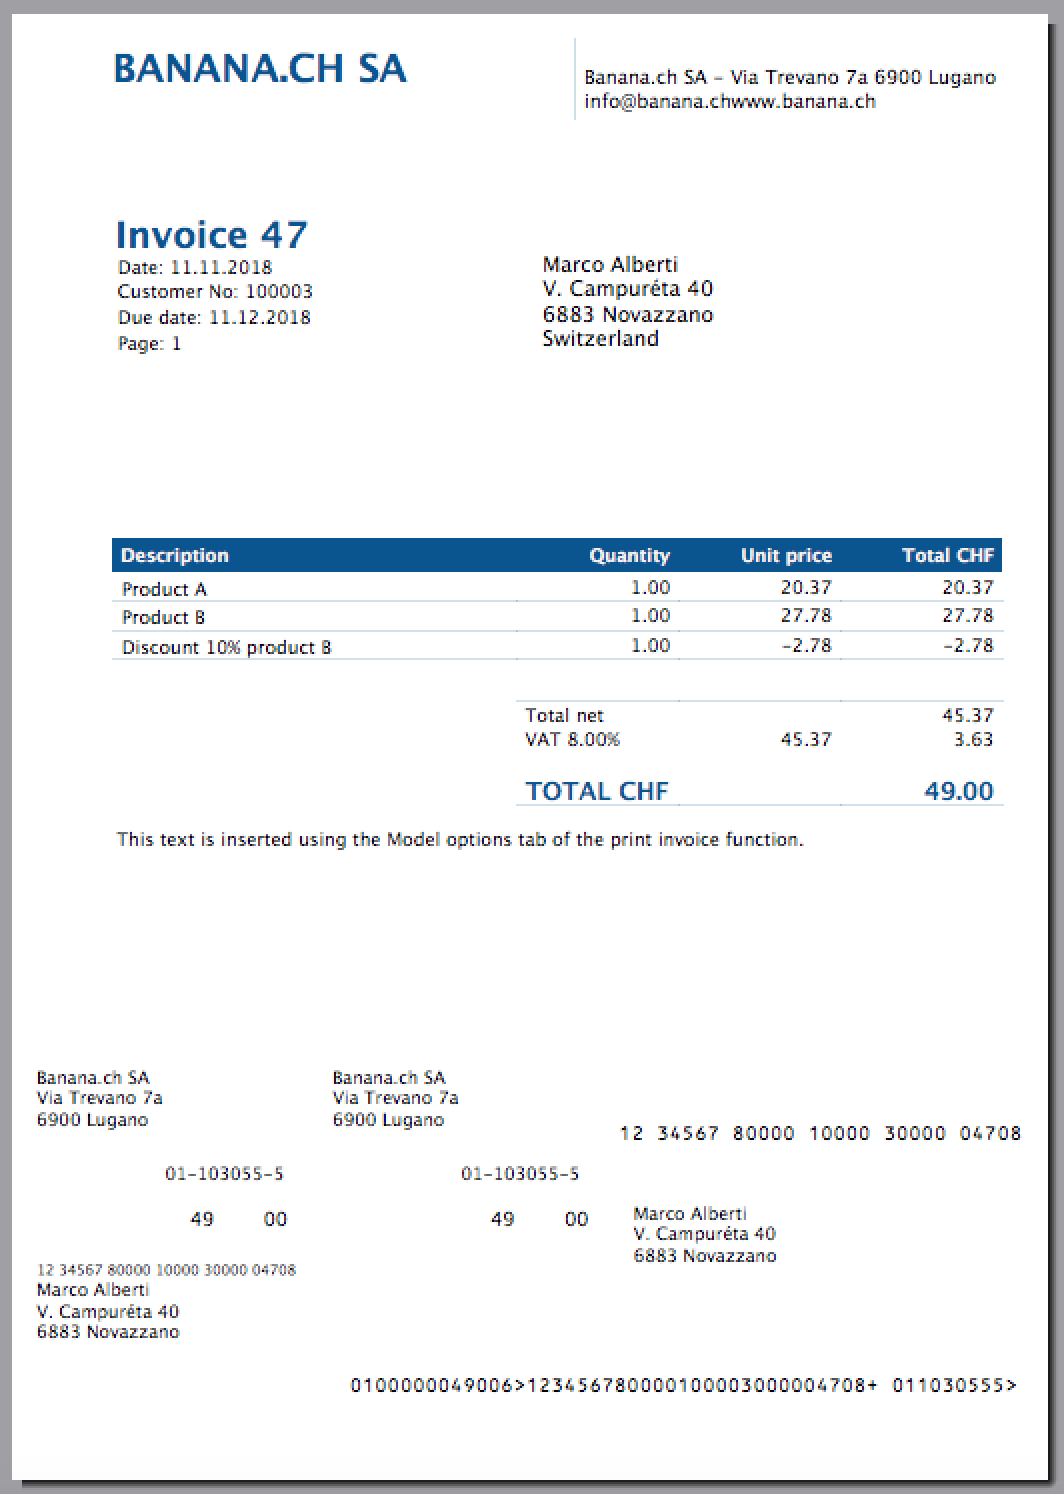 BANANA.CH SA
Banana.ch SA – Via Trevano 7a 6900 Lugano
info@banana.chwww.banana.ch
Invoice 47
Date: 11.11.2018
Customer No: 100003
Due date: 11.12.2018
Page: 1
Marco Alberti
V. Campuréta 40
6883 Novazzano
Switzerland
Description Quantity Unit price Total CHF
Product A 1.00 20.37 20.37
Product B 1.00 27.78 27.78
Discount 10% product B 1.00 -2.78 -2.78
Total net 45.37
VAT 8.00% 45.37 3.63
TOTAL CHF 49.00
This text is inserted using the Model options tab of the print invoice function.
Banana.ch SA Banana.ch SA
Via Trevano 7a Via Trevano 7a
6900 Lugano 6900 Lugano
12 34567 80000 10000 30000 04708
01-103055-5 01-103055-5
49 00 49 00
Marco Alberti
V. Campuréta 40
6883 Novazzano
12 34567 80000 10000 30000 04708
Marco Alberti
V. Campuréta 40
6883 Novazzano
0100000049006>123456780000100003000004708+ 011030555>